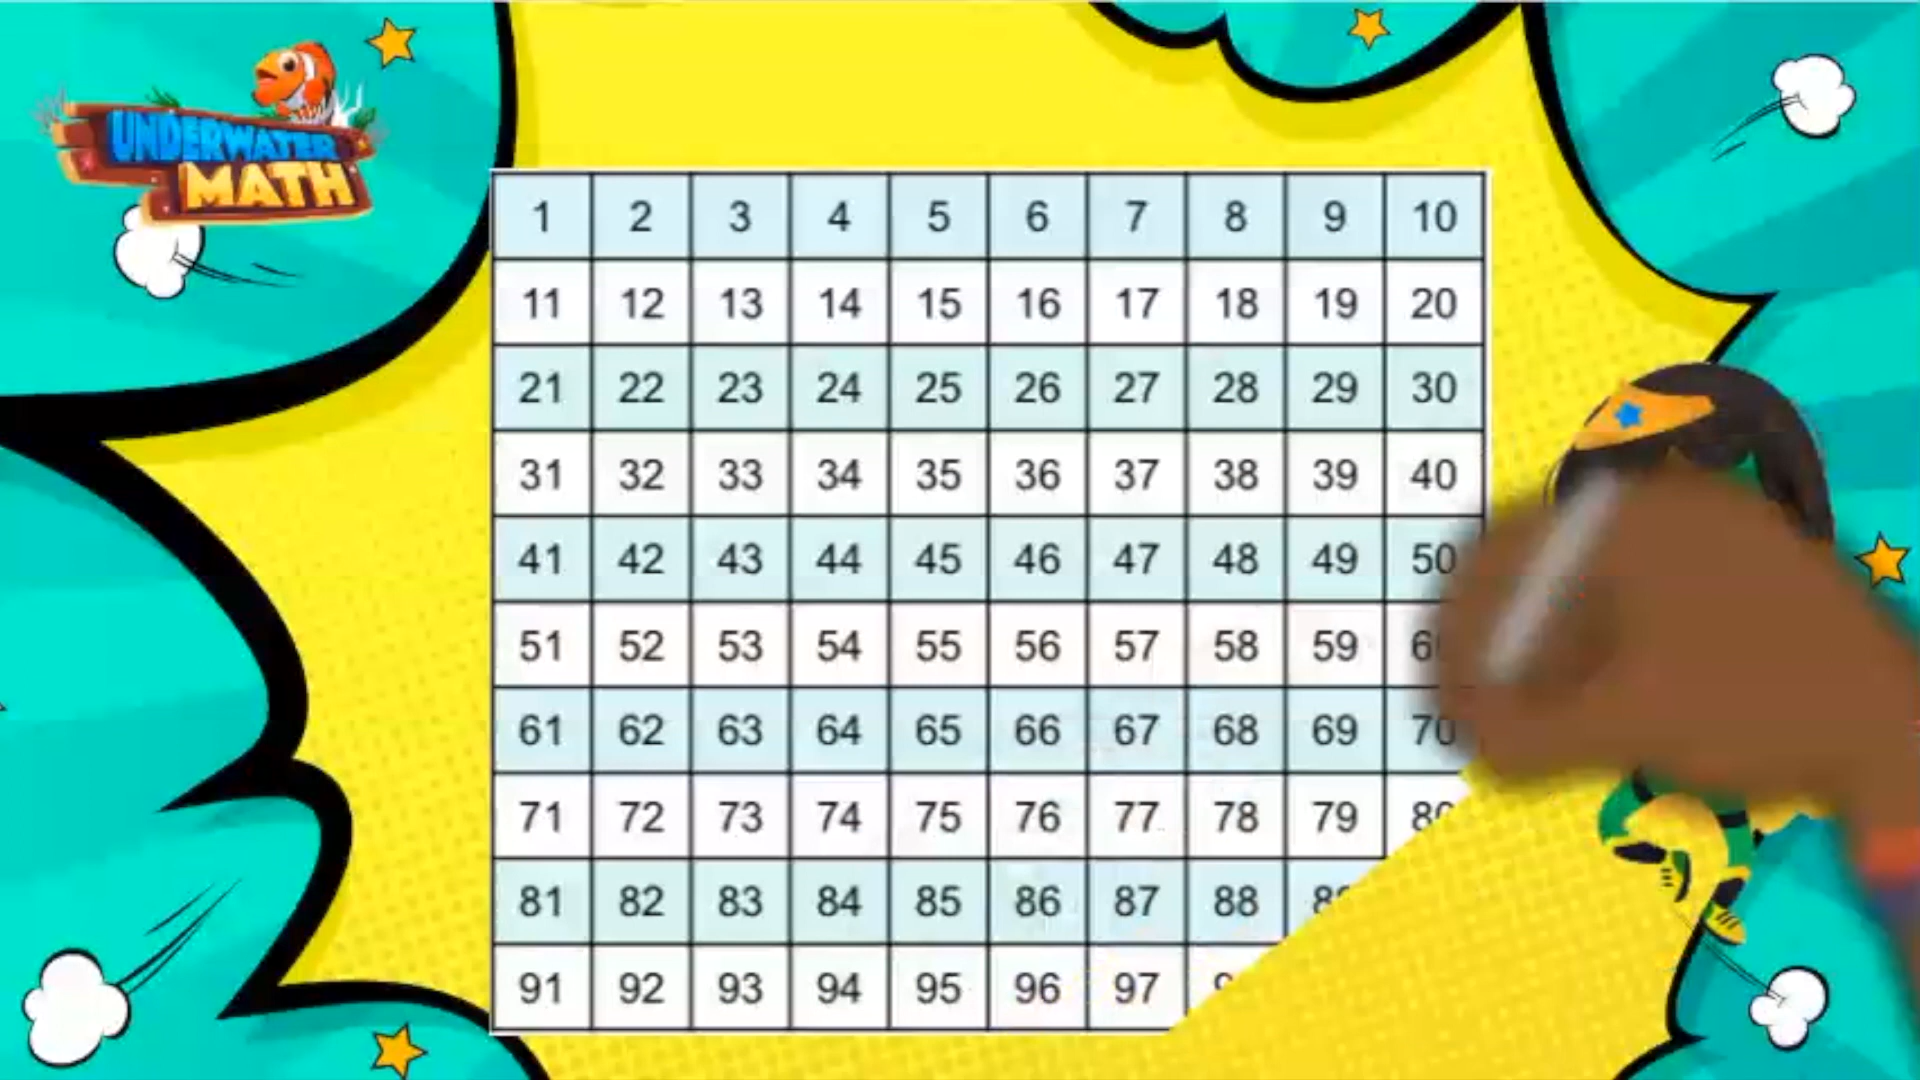 UNDERWATER
MATH
1 2 3 4 5 6 7 8 9 10
11 12 13 14 15 16 17 18 19 20
21 22 23 24 25 26 27 28 29 30
31 32 33 34 35 36 37 38 39 40
41 42 43 44 45 46 47 48 49 50
51 52 53 54 55 56 57 58 59
61 62 63 64 65 66 67 68 69 70
71 72 73 74 75 76 77 78 79 80
81 82 83 84 85 86 87 88
91 92 93 94 95 96 97